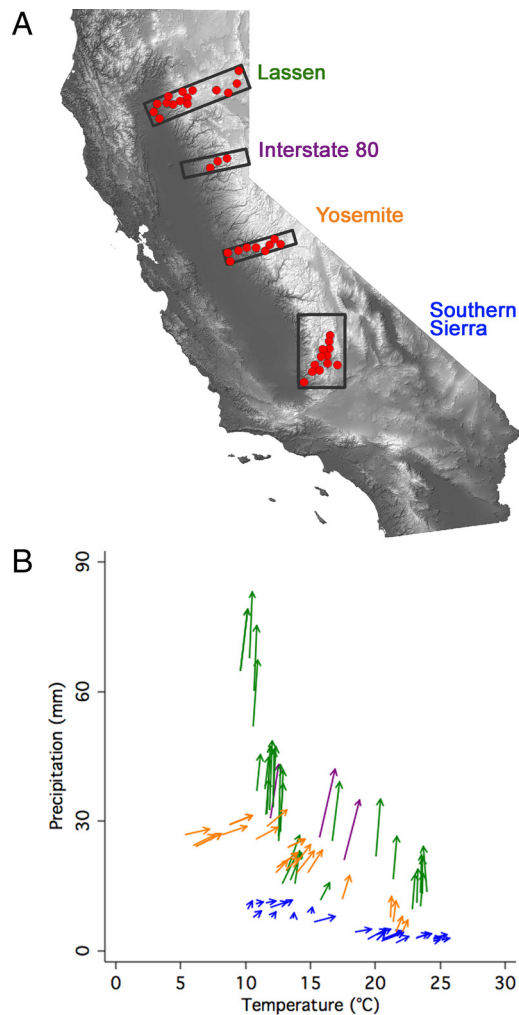 A
Lassen
Interstate 80
Yosemite
Southern
Sierra
B
90
60
30
0
Precipitation (mm)
0 5 10 15 20 25 30
Temperature (°C)